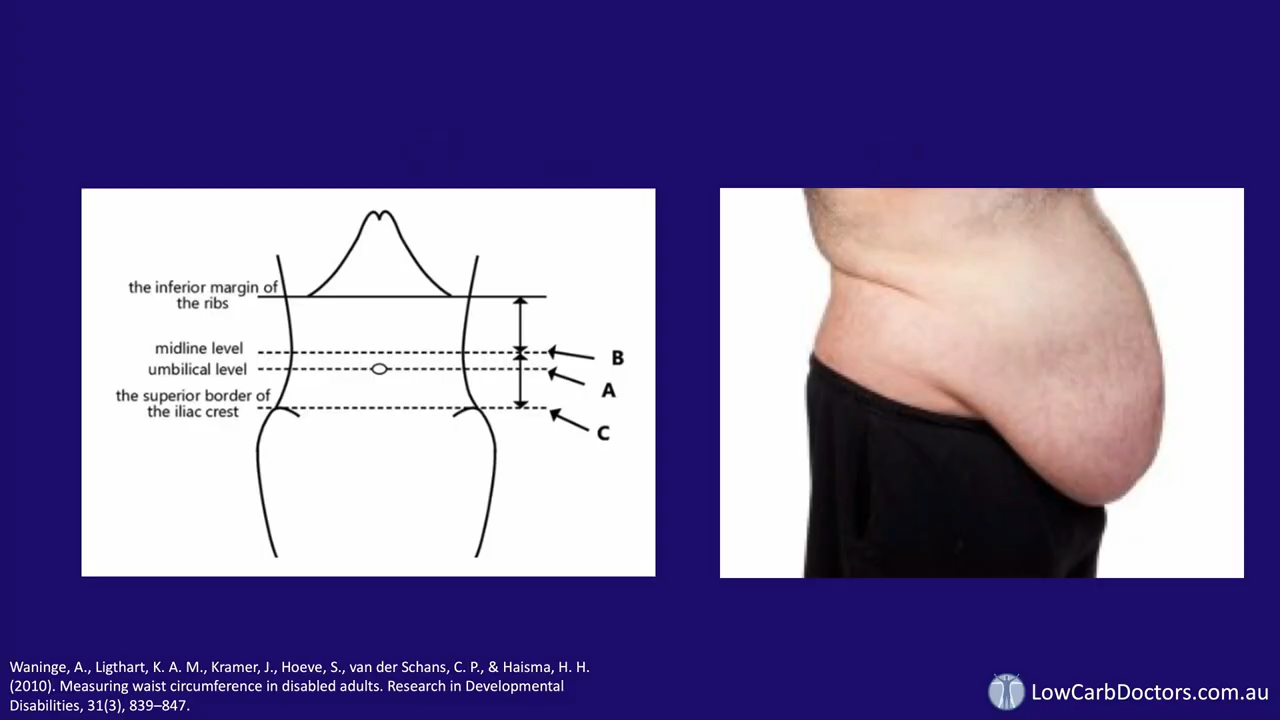 the inferior margin of
the ribs
midline level
umbilical level
the superior border of
the iliac crest
B
A
C
Waninge, A., Ligthart, K. A. M., Kramer, J., Hoeve, S., van der Schans, C. P., & Haisma, H. H.
(2010). Measuring waist circumference in disabled adults. Research in Developmental
Disabilities, 31(3), 839–847.
LowCarbDoctors.com.au